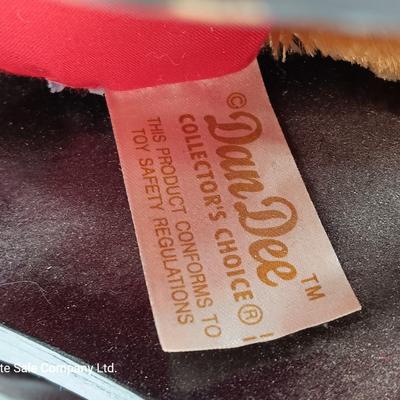 © Dan Dee ™
COLLECTOR'S CHOICE®
THIS PRODUCT CONFORMS TO
TOY SAFETY REGULATIONS
te Sale Company Ltd.